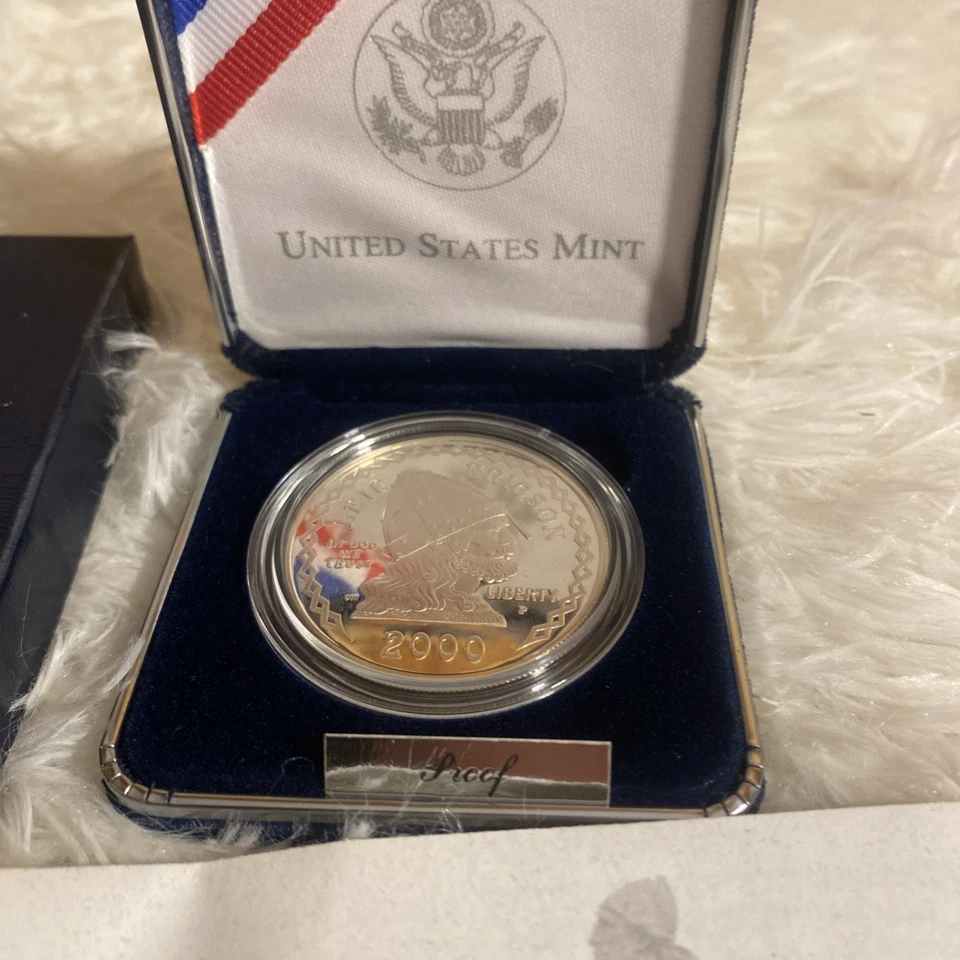 UNITED STATES MINT
LEIF ERICSON
IN GOD
WE
TRUST
LIBERTY
P
2000
Proof